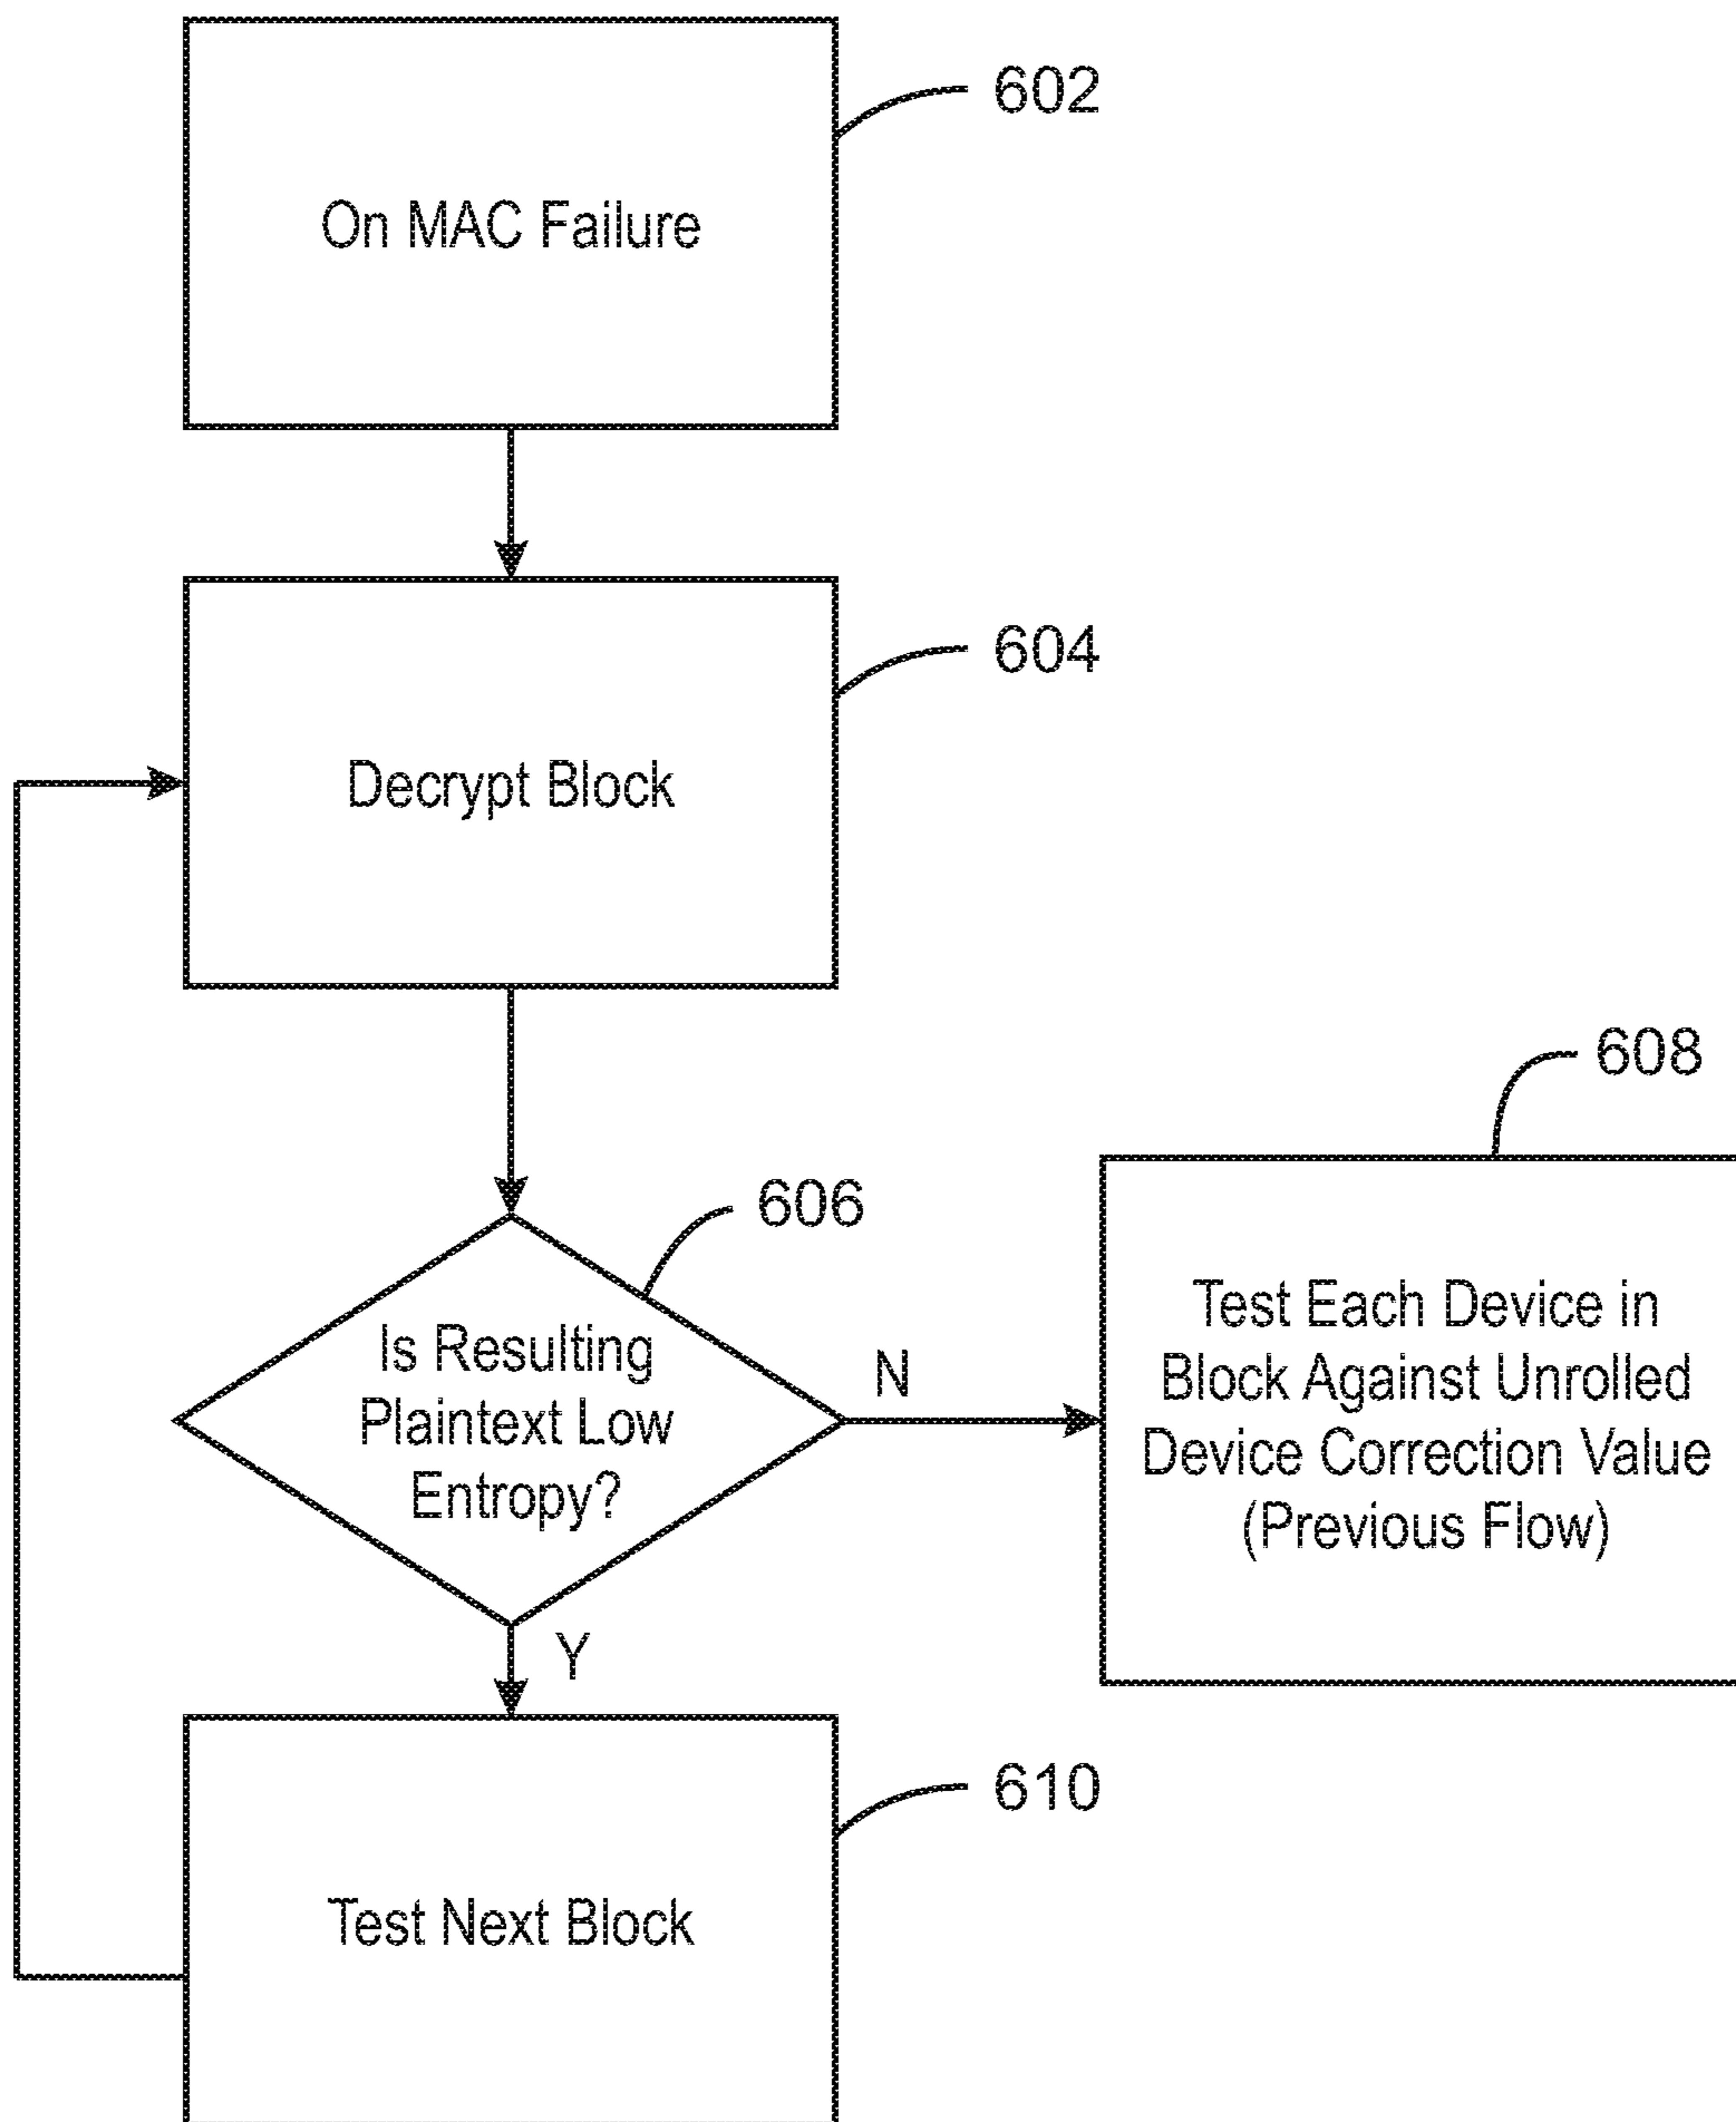 602
On MAC Failure
604
Decrypt Block
606
Is Resulting
Plaintext Low
Entropy?
N
Y
608
Test Each Device in
Block Against Unrolled
Device Correction Value
(Previous Flow)
610
Test Next Block